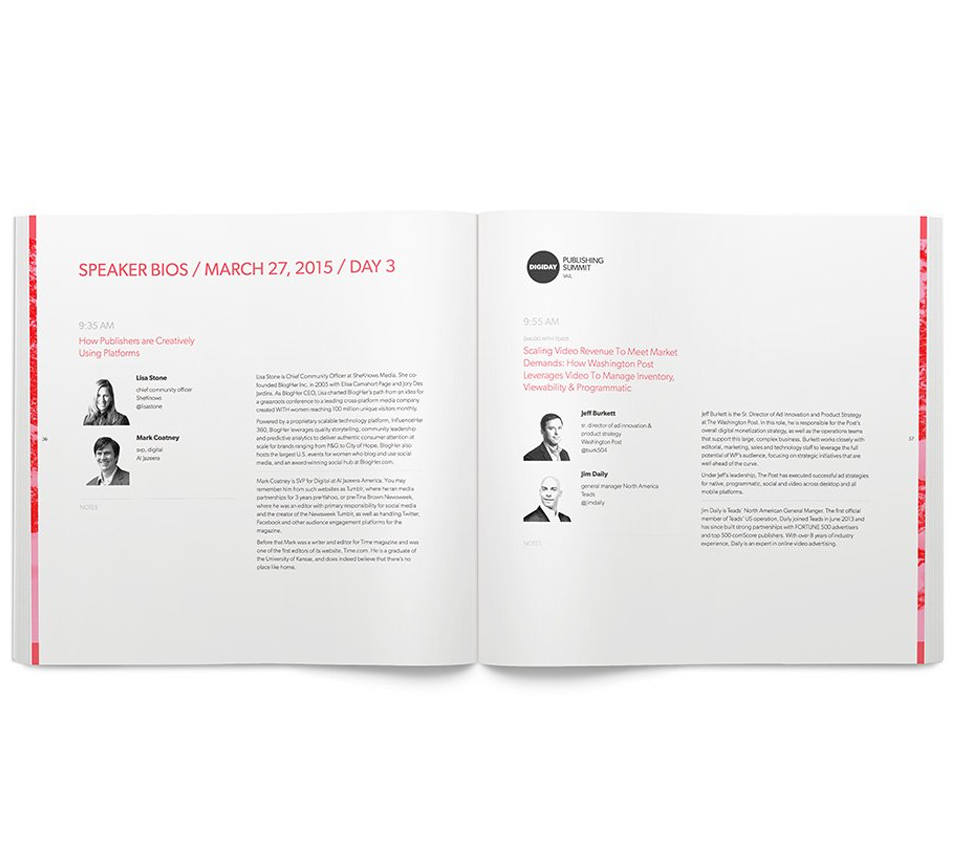 SPEAKER BIOS / MARCH 27, 2015 / DAY 3
9:35 AM
How Publishers are Creatively
Using Platforms
Lisa Stone
chief community officer
SheKnows
@lisastone
Mark Coatney
svp, digital
Al Jazeera
NOTES
Lisa Stone is Chief Community Officer at SheKnows Media. She co-
founded BlogHer Inc. in 2005 with Elisa Camahort Page and Jory Des
Jardins. As BlogHer CEO, Lisa charted BlogHer's path from an idea for
a grassroots conference to a leading cross-platform media company
created WITH women reaching 100 million unique visitors monthly.
Powered by a proprietary scalable technology platform, Influencer
360, BlogHer leverages quality storytelling, community leadership
and predictive analytics to deliver authentic consumer attention at
scale for brands ranging from P&G to City of Hope. BlogHer also
hosts the largest U.S. events for women who blog and use social
media, and an award-winning social hub at BlogHer.com.
Mark Coatney is SVP for Digital at Al Jazeera America. You may
remember him from such websites as Tumblr, where he ran media
partnerships for 3 years pre-Yahoo, or pre-Tina Brown Newsweek,
where he was an editor with primary responsibility for social media
and the creator of the Newsweek Tumblr, as well as handling Twitter,
Facebook and other audience engagement platforms for the
magazine.
Before that Mark was a writer and editor for Time magazine and was
one of the first editors of its website, Time.com. He is a graduate of
the University of Kansas, and does indeed believe that there's no
place like home.
56
DIGIDAY
PUBLISHING
SUMMIT
VAIL
9:55 AM
DIALOG WITH TEADS
Scaling Video Revenue To Meet Market
Demands: How Washington Post
Leverages Video To Manage Inventory,
Viewability & Programmatic
Jeff Burkett
sr. director of ad innovation &
product strategy
Washington Post
@burk504
Jim Daily
general manager North America
Teads
@jimdaily
NOTES
Jeff Burkett is the Sr. Director of Ad Innovation and Product Strategy
at The Washington Post. In this role, he is responsible for the Post's
overall digital monetization strategy, as well as the operations teams
that support this large, complex business. Burkett works closely with
editorial, marketing, sales and technology staff to leverage the full
potential of WP's audience, focusing on strategic initiatives that are
well ahead of the curve.
Under Jeff's leadership, The Post has executed successful ad strategies
for native, programmatic, social and video across desktop and all
mobile platforms.
Jim Daily is Teads' North American General Manger. The first official
member of Teads' US operation, Daily joined Teads in June 2013 and
has since built strong partnerships with FORTUNE 500 advertisers
and top 500 comScore publishers. With over 8 years of industry
experience, Daily is an expert in online video advertising.
57